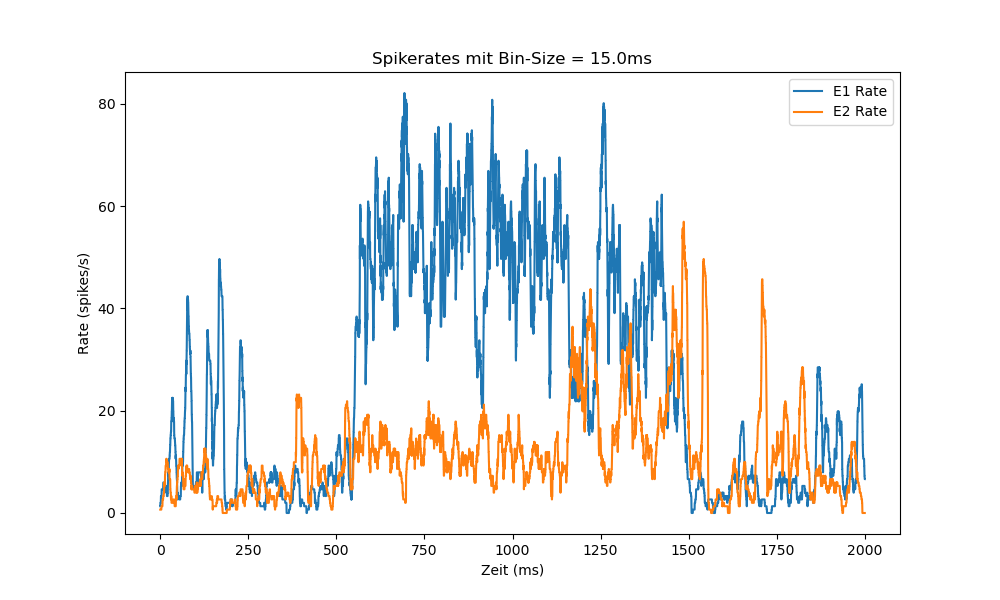 Spikerates mit Bin-Size = 15.0ms
E1 Rate
E2 Rate
Rate (spikes/s)
80
60
40
20
0
0 250 500 750 1000 1250 1500 1750 2000
Zeit (ms)